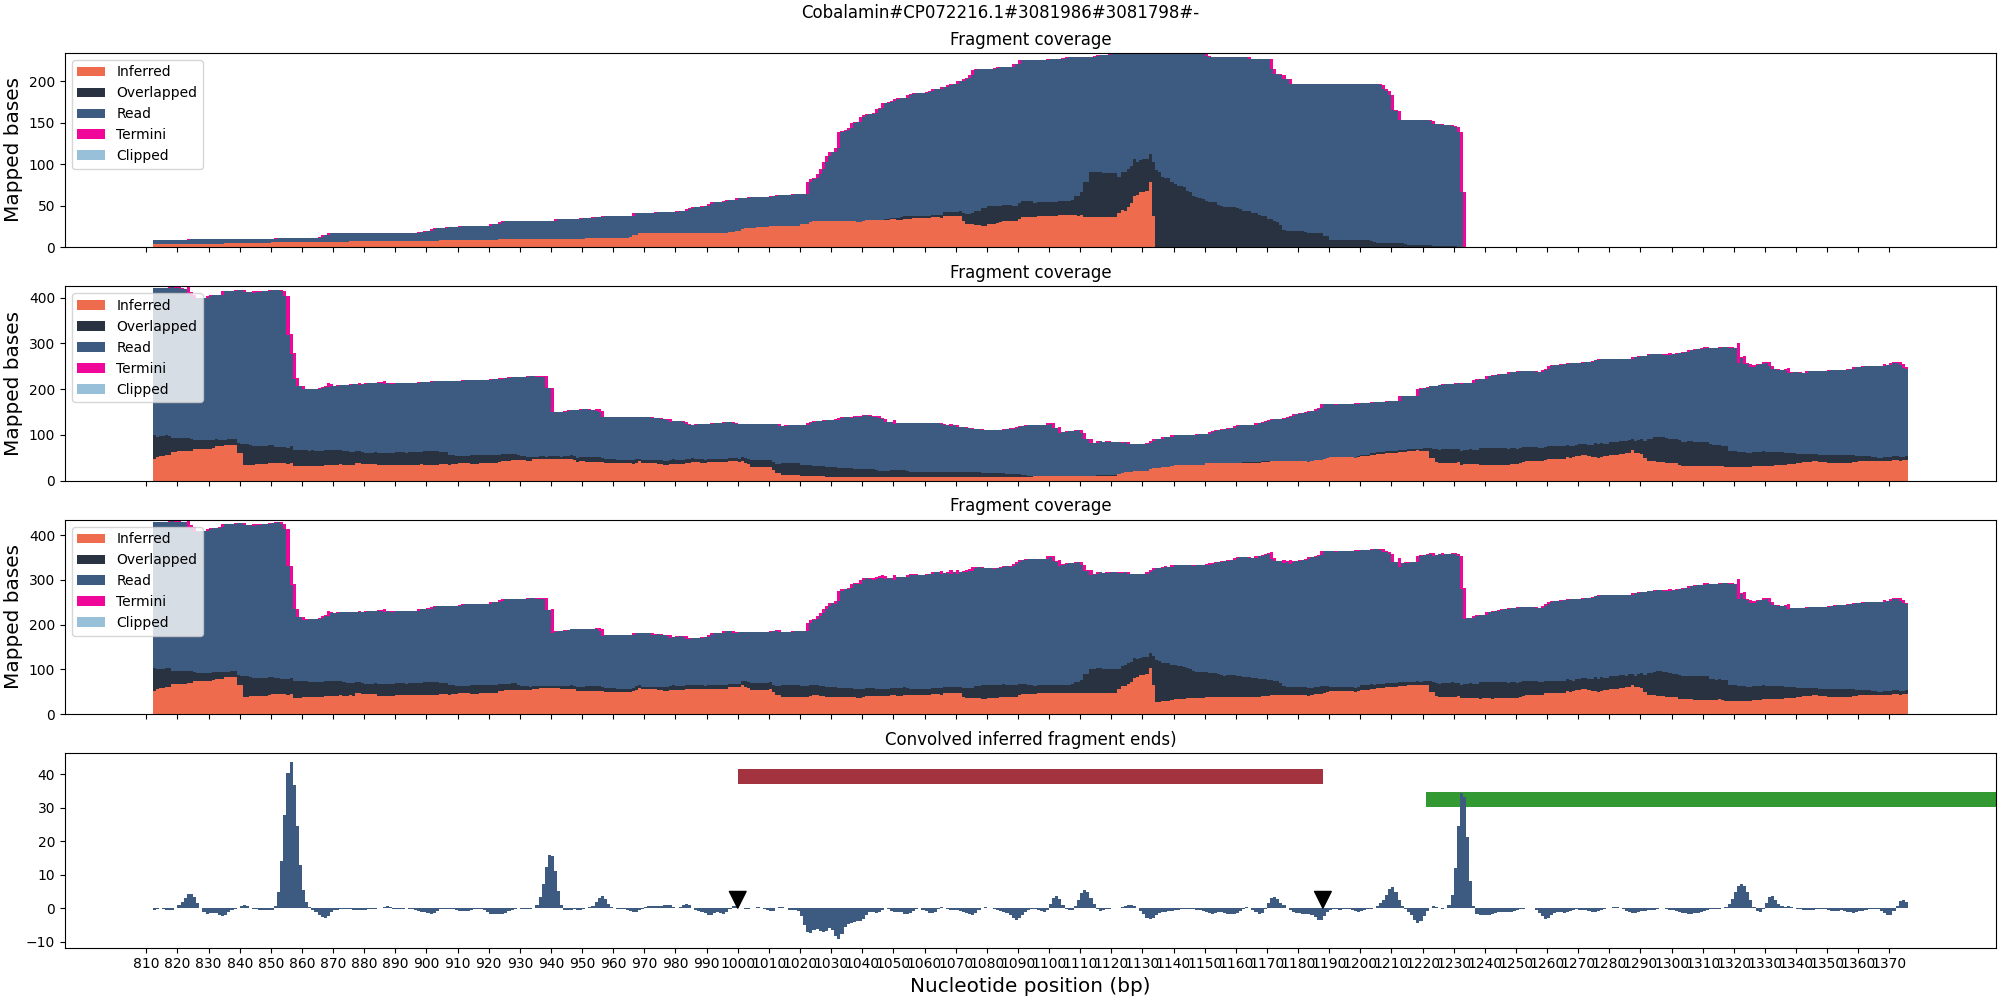 Cobalamin#CP072216.1#3081986#3081798#-
Fragment coverage
Mapped bases
200
150
100
50
0
Inferred
Overlapped
Read
Termini
Clipped
Fragment coverage
Mapped bases
400
300
200
100
0
Inferred
Overlapped
Read
Termini
Clipped
Fragment coverage
Mapped bases
400
300
200
100
0
Inferred
Overlapped
Read
Termini
Clipped
Convolved inferred fragment ends)
40
30
20
10
0
−10
810 820 830 840 850 860 870 880 890 900 910 920 930 940 950 960 970 980 990 1000 1010 1020 1030 1040 1050 1060 1070 1080 1090 1100 1110 1120 1130 1140 1150 1160 1170 1180 1190 1200 1210 1220 1230 1240 1250 1260 1270 1280 1290 1300 1310 1320 1330 1340 1350 1360 1370
Nucleotide position (bp)